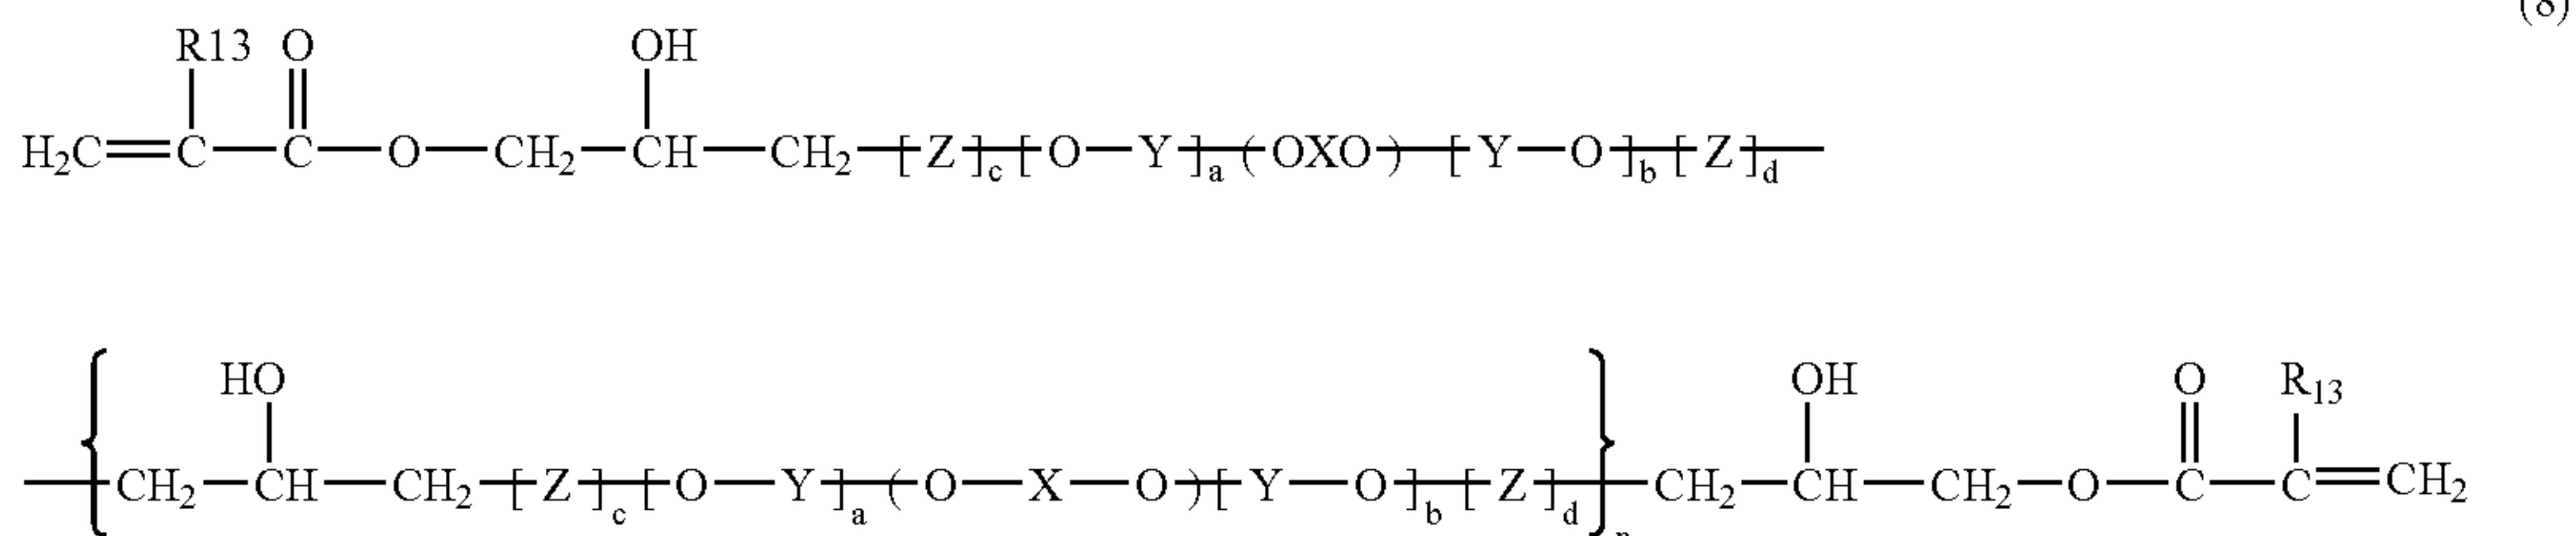 (8)
R13 O OH
H₂C=C—C—O—CH₂—CH—CH₂—[Z]c[O—Y]a(OXO)—[Y—O]b[Z]d—
HO OH O R₁₃
—{CH₂—CH—CH₂—[Z]c[O—Y]a(O—X—O)[Y—O]b[Z]d}n CH₂—CH—CH₂—O—C—C=CH₂